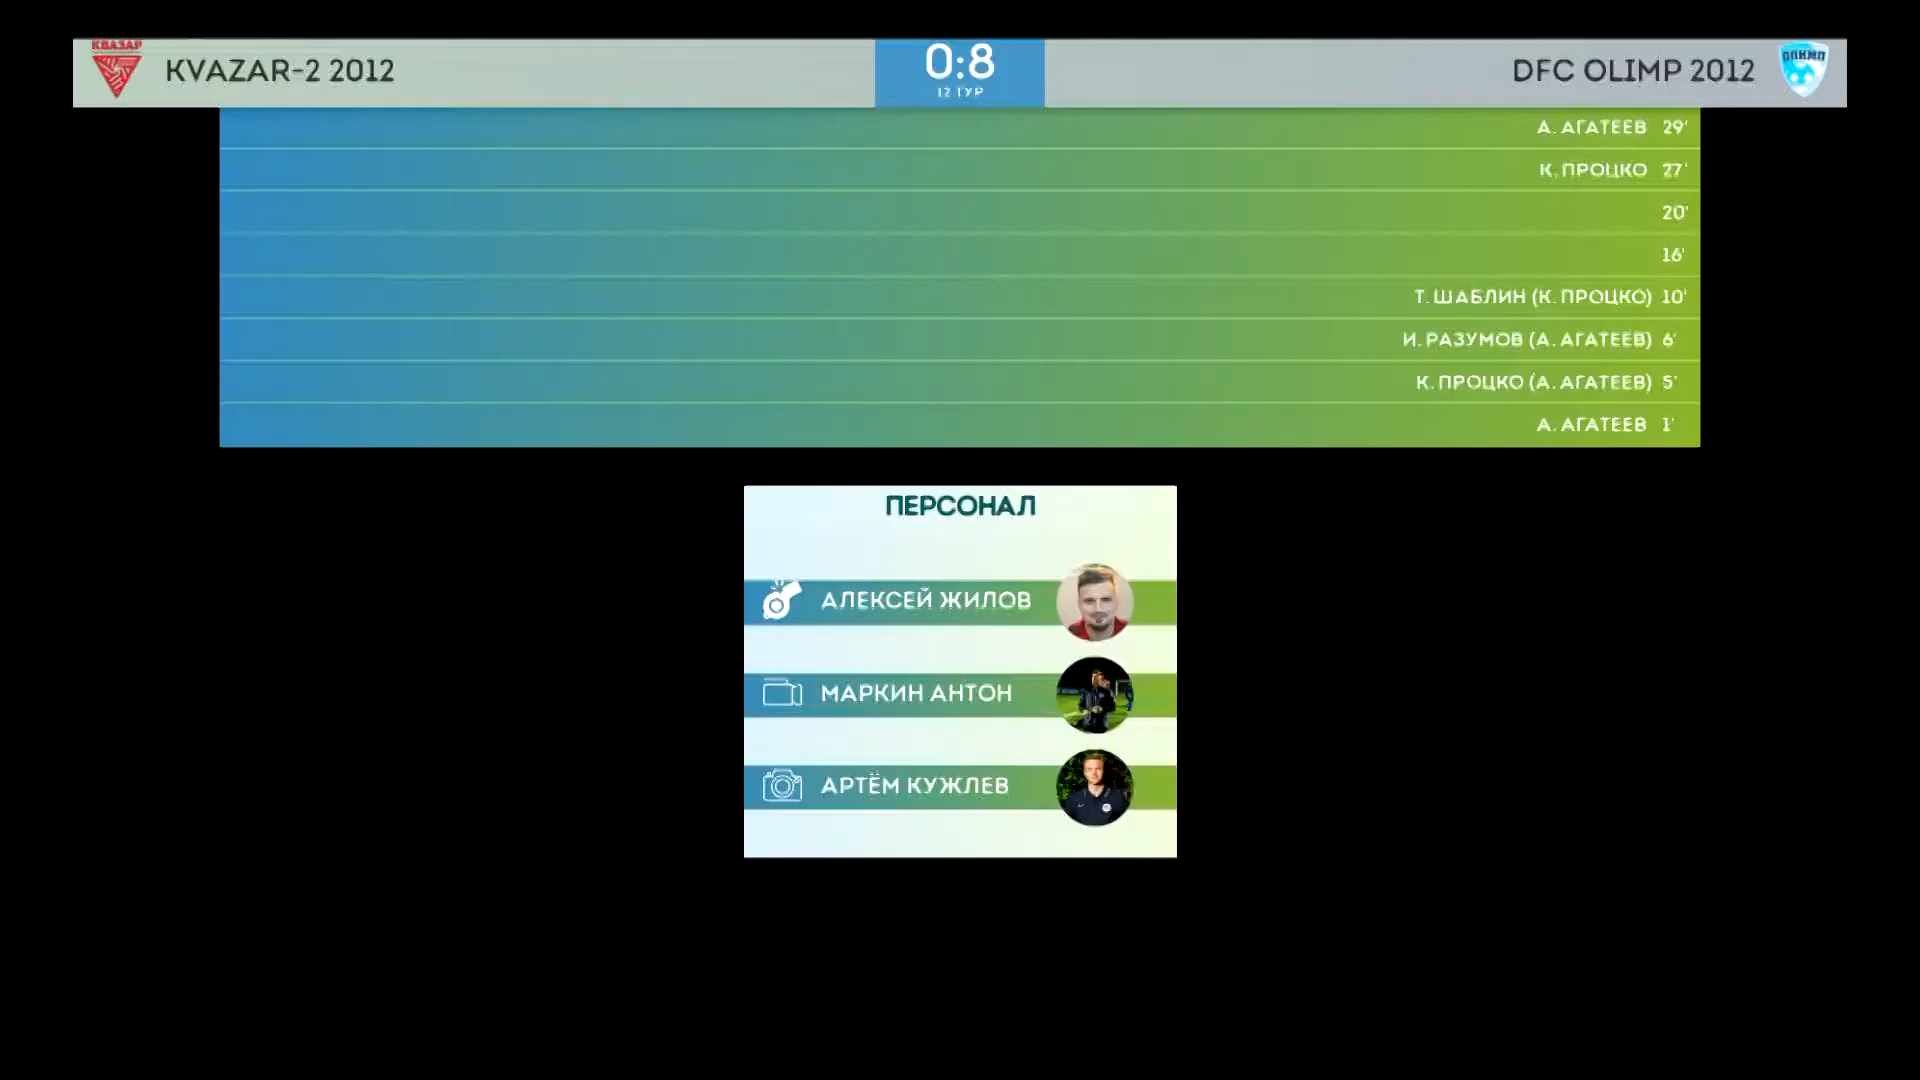 КВАЗАР
KVAZAR-2 2012
0:8
12 ТУР
DFC OLIMP 2012
ОЛИМП
А. АГАТЕЕВ 29'
К. ПРОЦКО 27'
20'
16'
Т. ШАБЛИН (К. ПРОЦКО) 10'
И. РАЗУМОВ (А. АГАТЕЕВ) 6'
К. ПРОЦКО (А. АГАТЕЕВ) 5'
А. АГАТЕЕВ 1'
ПЕРСОНАЛ
АЛЕКСЕЙ ЖИЛОВ
МАРКИН АНТОН
АРТЁМ КУЖЛЕВ